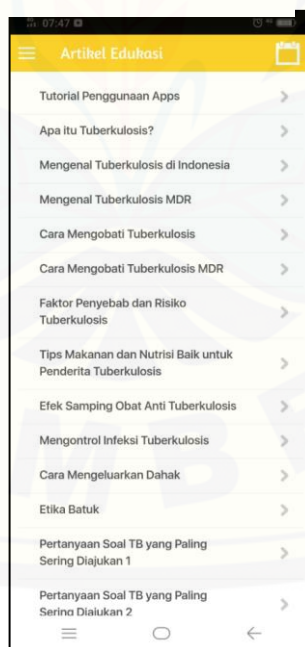 07:47
Artikel Edukasi
Tutorial Penggunaan Apps
Apa itu Tuberkulosis?
Mengenal Tuberkulosis di Indonesia
Mengenal Tuberkulosis MDR
Cara Mengobati Tuberkulosis
Cara Mengobati Tuberkulosis MDR
Faktor Penyebab dan Risiko
Tuberkulosis
Tips Makanan dan Nutrisi Baik untuk
Penderita Tuberkulosis
Efek Samping Obat Anti Tuberkulosis
Mengontrol Infeksi Tuberkulosis
Cara Mengeluarkan Dahak
Etika Batuk
Pertanyaan Soal TB yang Paling
Sering Diajukan 1
Pertanyaan Soal TB yang Paling
Sering Diajukan 2